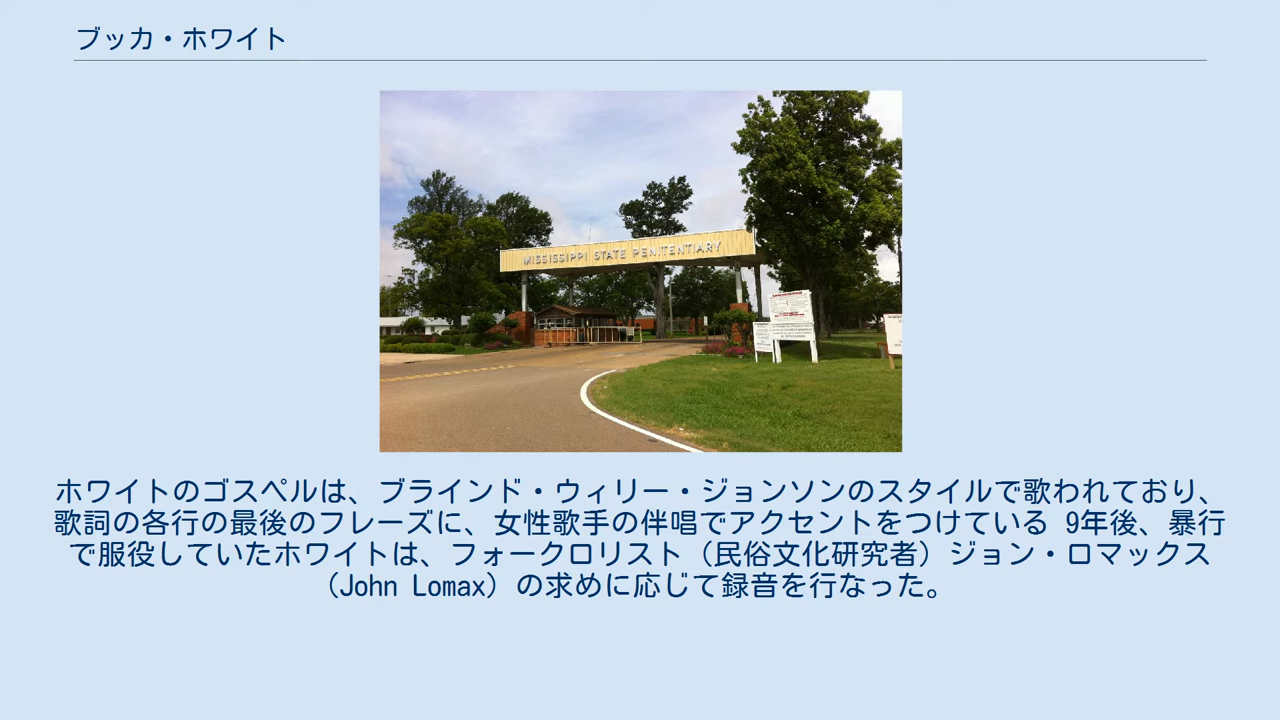 ブッカ・ホワイト
MISSISSIPPI STATE PENITENTIARY
ホワイトのゴスペルは、ブラインド・ウィリー・ジョンソンのスタイルで歌われており、
歌詞の各行の最後のフレーズに、女性歌手の伴唱でアクセントをつけている 9年後、暴行
で服役していたホワイトは、フォークロリスト（民俗文化研究者）ジョン・ロマックス
（John Lomax）の求めに応じて録音を行なった。